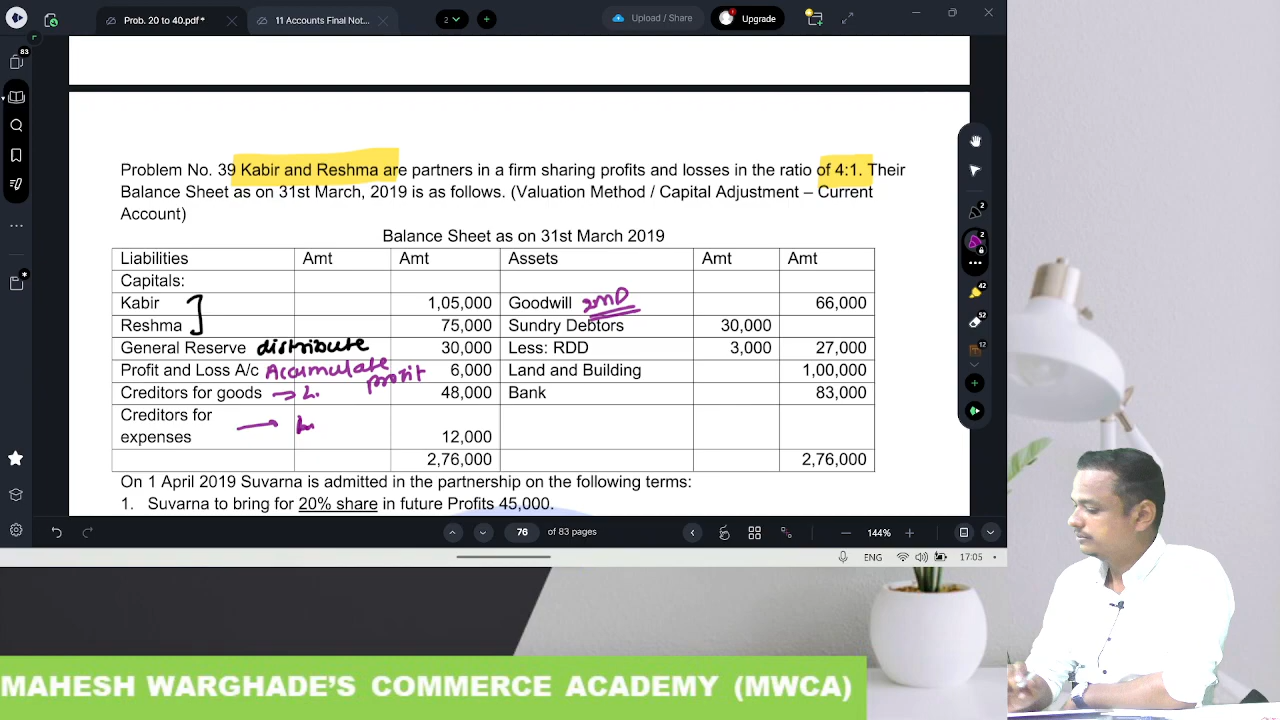 Prob. 20 to 40.pdf*
11 Accounts Final Not...
2
Upload / Share
Upgrade
83
Problem No. 39 Kabir and Reshma are partners in a firm sharing profits and losses in the ratio of 4:1. Their
Balance Sheet as on 31st March, 2019 is as follows. (Valuation Method / Capital Adjustment – Current
Account)
Balance Sheet as on 31st March 2019
Liabilities Amt Amt Assets Amt Amt
Capitals:
Kabir 1,05,000 Goodwill 2MD 66,000
Reshma 75,000 Sundry Debtors 30,000
General Reserve distribute 30,000 Less: RDD 3,000 27,000
Profit and Loss A/c Accumulate profit 6,000 Land and Building 1,00,000
Creditors for goods → L. 48,000 Bank 83,000
Creditors for
expenses 12,000
2,76,000 2,76,000
On 1 April 2019 Suvarna is admitted in the partnership on the following terms:
1. Suvarna to bring for 20% share in future Profits 45,000.
2
2
42
52
12
76 of 83 pages
144%
ENG
17:05
MAHESH WARGHADE'S COMMERCE ACADEMY (MWCA)